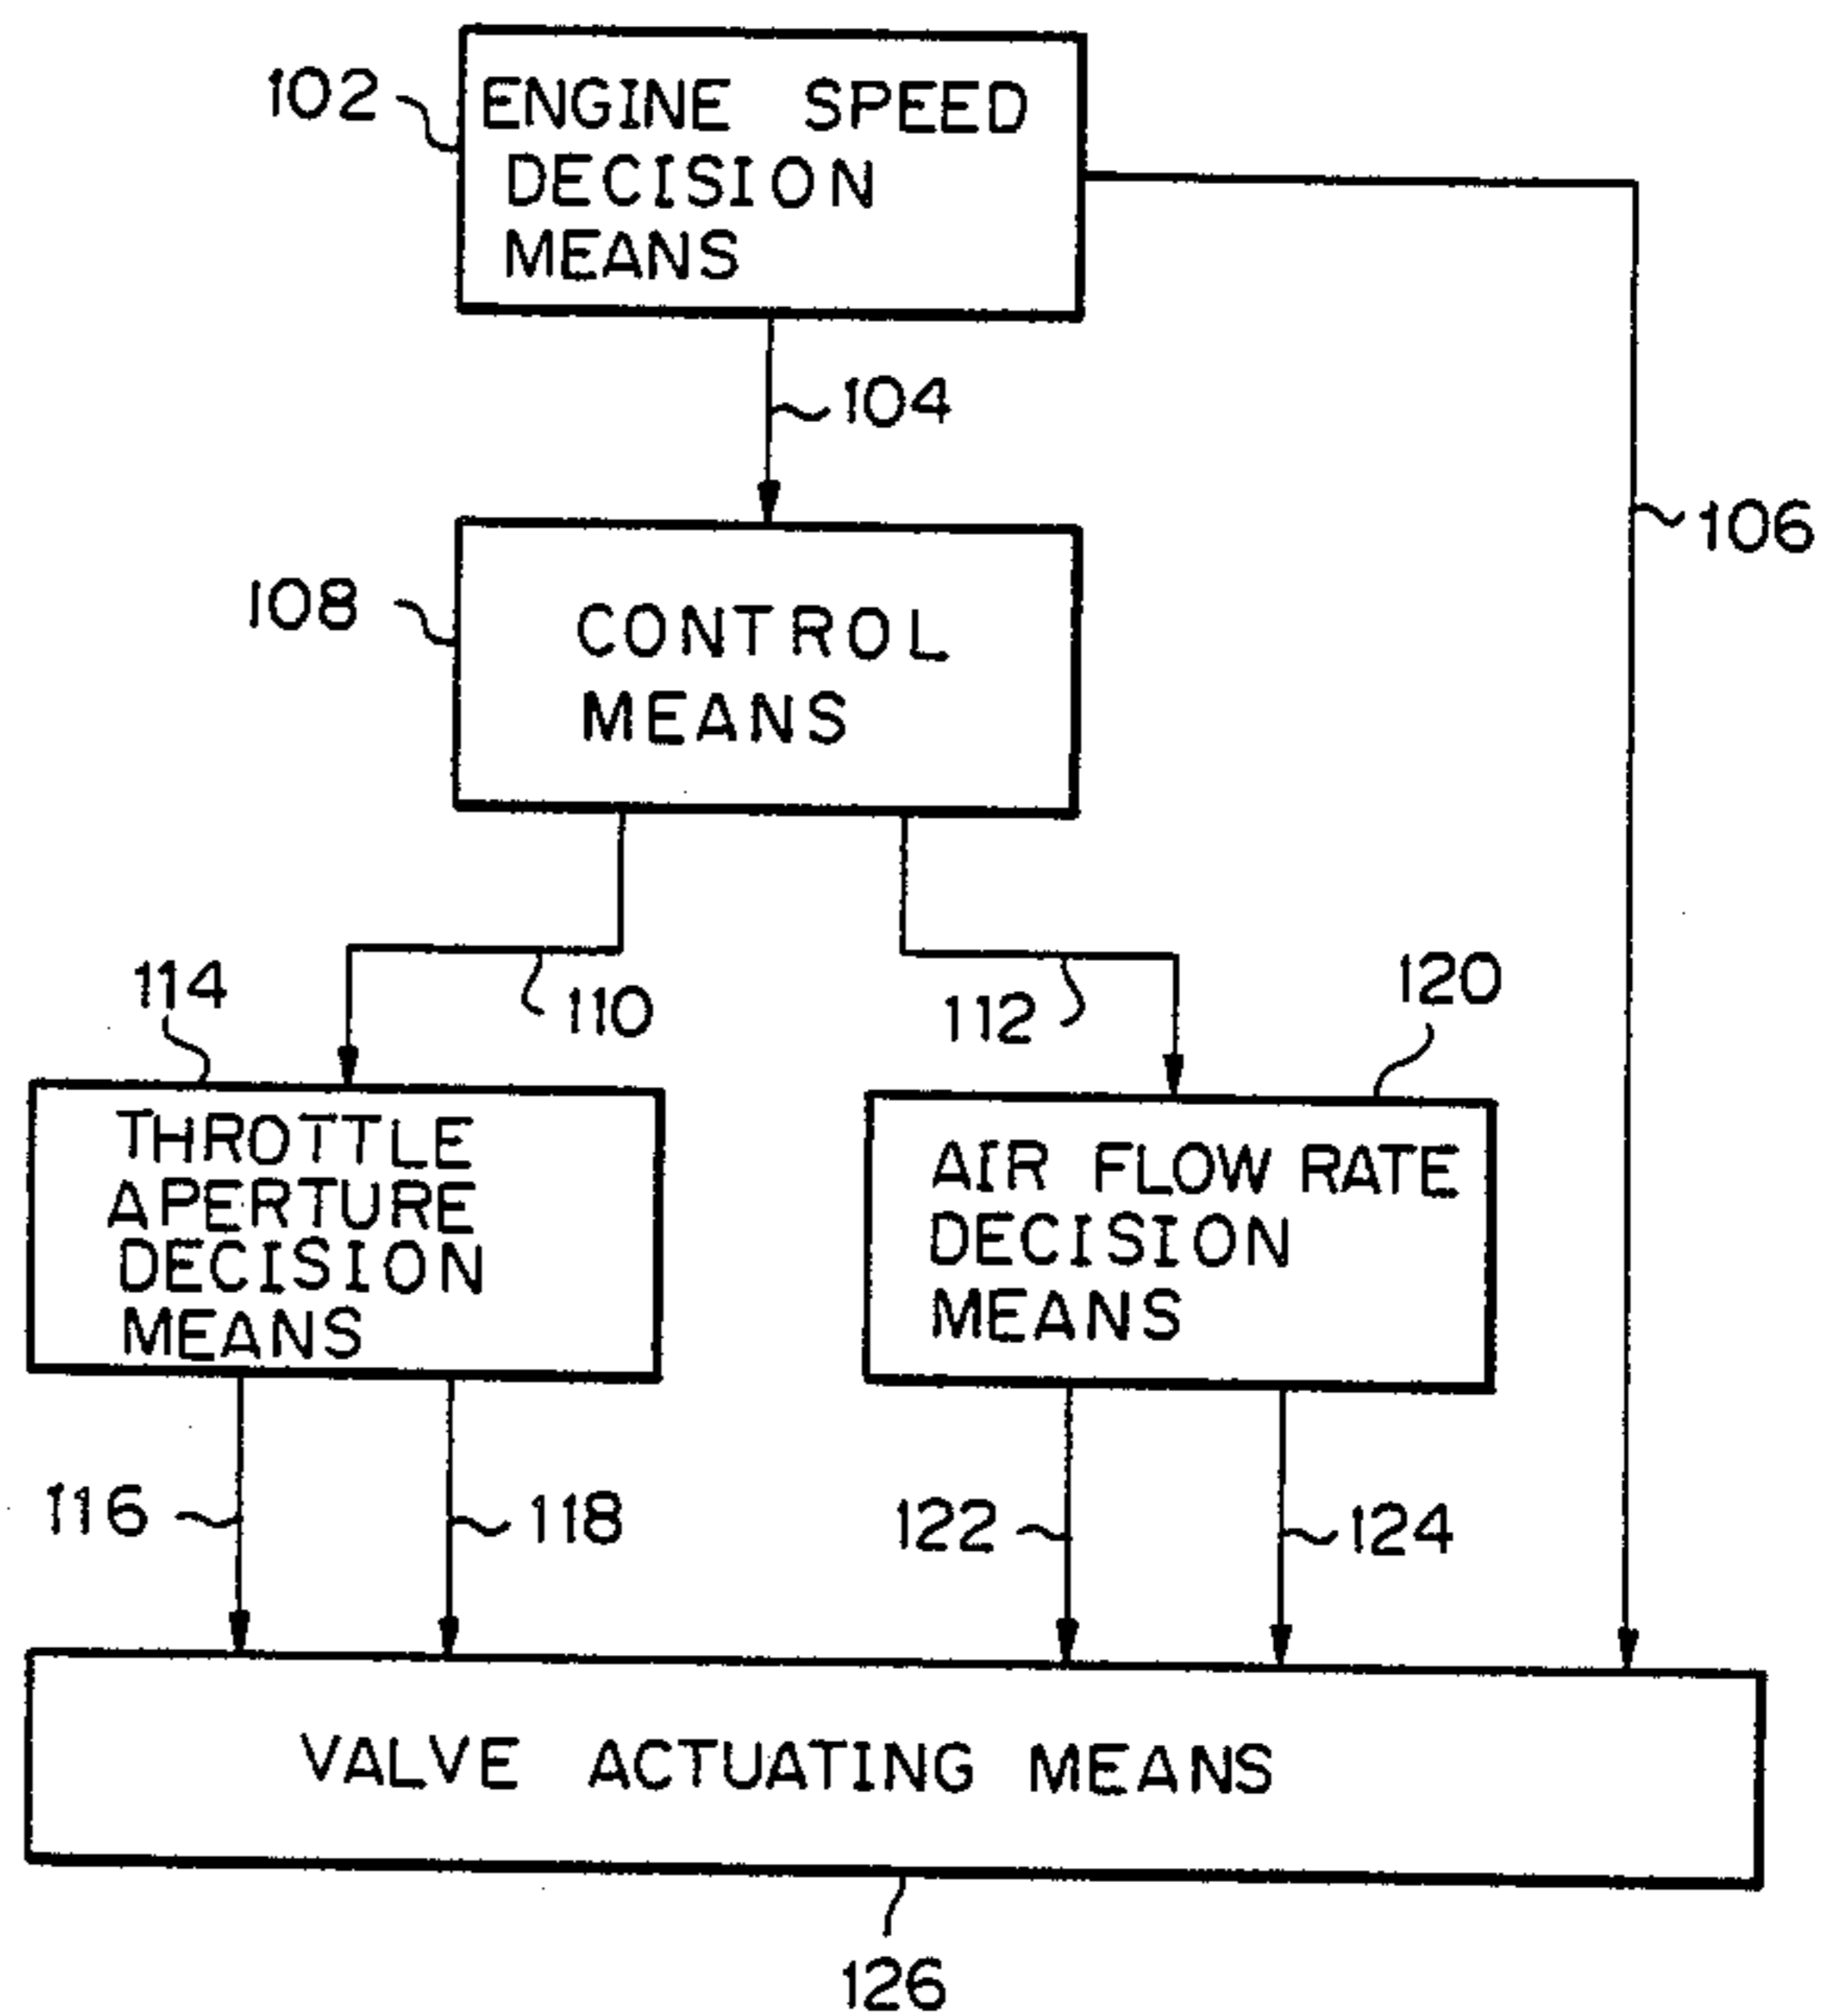 102
ENGINE SPEED
DECISION
MEANS
104
106
108
CONTROL
MEANS
110
112
114
120
THROTTLE
APERTURE
DECISION
MEANS
AIR FLOW RATE
DECISION
MEANS
116
118
122
124
VALVE ACTUATING MEANS
126